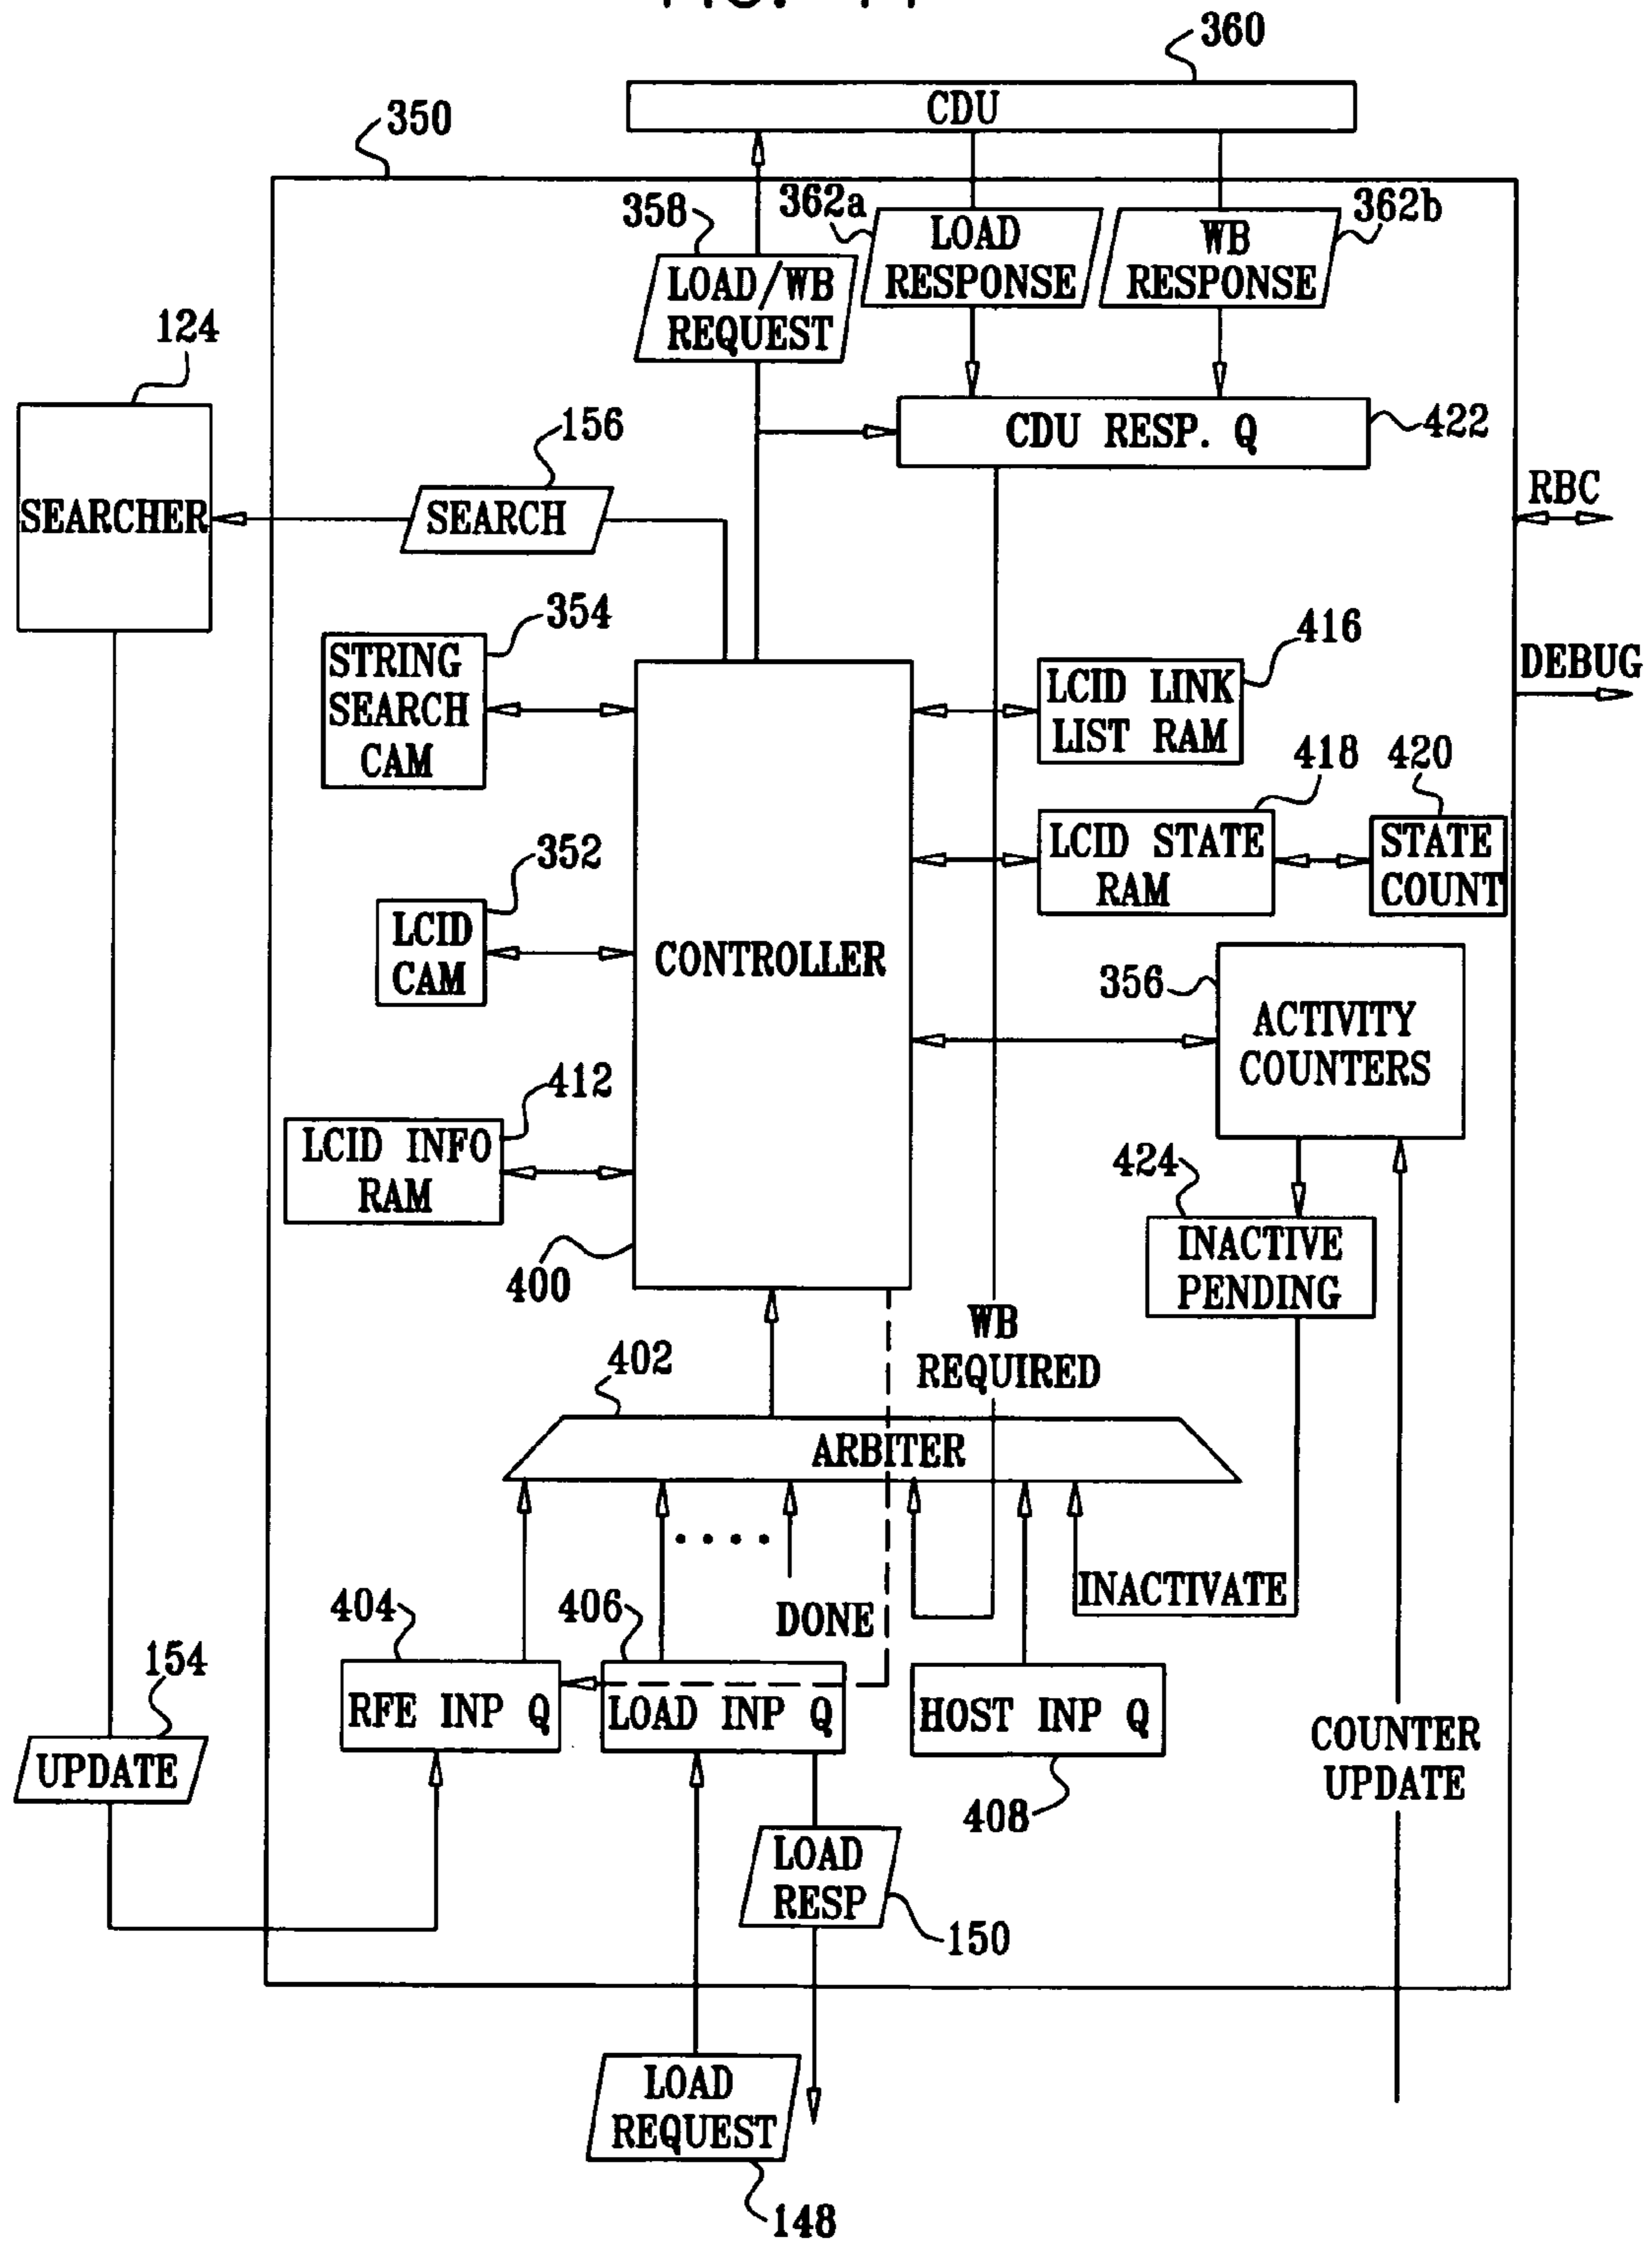 360
CDU
350
358
362a
362b
LOAD
RESPONSE
WB
RESPONSE
LOAD/WB
REQUEST
124
156
CDU RESP. Q
422
SEARCHER
SEARCH
RBC
354
416
STRING
SEARCH
CAM
LCID LINK
LIST RAM
DEBUG
418
420
352
LCID STATE
RAM
STATE
COUNT
LCID
CAM
CONTROLLER
356
ACTIVITY
COUNTERS
412
LCID INFO
RAM
424
INACTIVE
PENDING
400
WB
REQUIRED
402
ARBITER
INACTIVATE
404
406
DONE
154
RFE INP Q
LOAD INP Q
HOST INP Q
UPDATE
COUNTER
UPDATE
408
LOAD
RESP
150
LOAD
REQUEST
148